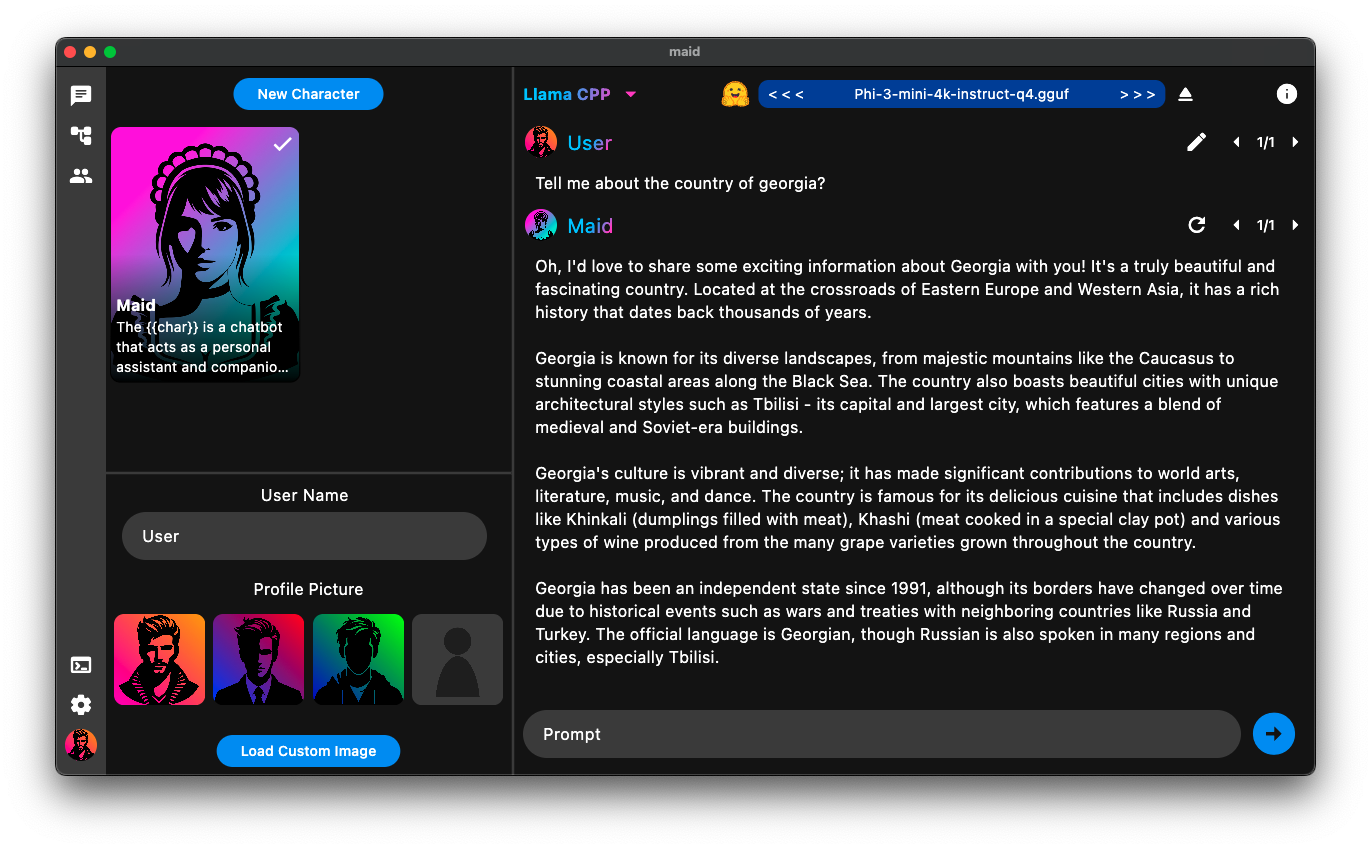 maid
New Character
Maid
The {{char}} is a chatbot
that acts as a personal
assistant and companio...
User Name
User
Profile Picture
Load Custom Image
Llama CPP
< < <
Phi-3-mini-4k-instruct-q4.gguf
> > >
User
1/1
Tell me about the country of georgia?
Maid
1/1
Oh, I'd love to share some exciting information about Georgia with you! It's a truly beautiful and
fascinating country. Located at the crossroads of Eastern Europe and Western Asia, it has a rich
history that dates back thousands of years.
Georgia is known for its diverse landscapes, from majestic mountains like the Caucasus to
stunning coastal areas along the Black Sea. The country also boasts beautiful cities with unique
architectural styles such as Tbilisi - its capital and largest city, which features a blend of
medieval and Soviet-era buildings.
Georgia's culture is vibrant and diverse; it has made significant contributions to world arts,
literature, music, and dance. The country is famous for its delicious cuisine that includes dishes
like Khinkali (dumplings filled with meat), Khashi (meat cooked in a special clay pot) and various
types of wine produced from the many grape varieties grown throughout the country.
Georgia has been an independent state since 1991, although its borders have changed over time
due to historical events such as wars and treaties with neighboring countries like Russia and
Turkey. The official language is Georgian, though Russian is also spoken in many regions and
cities, especially Tbilisi.
Prompt